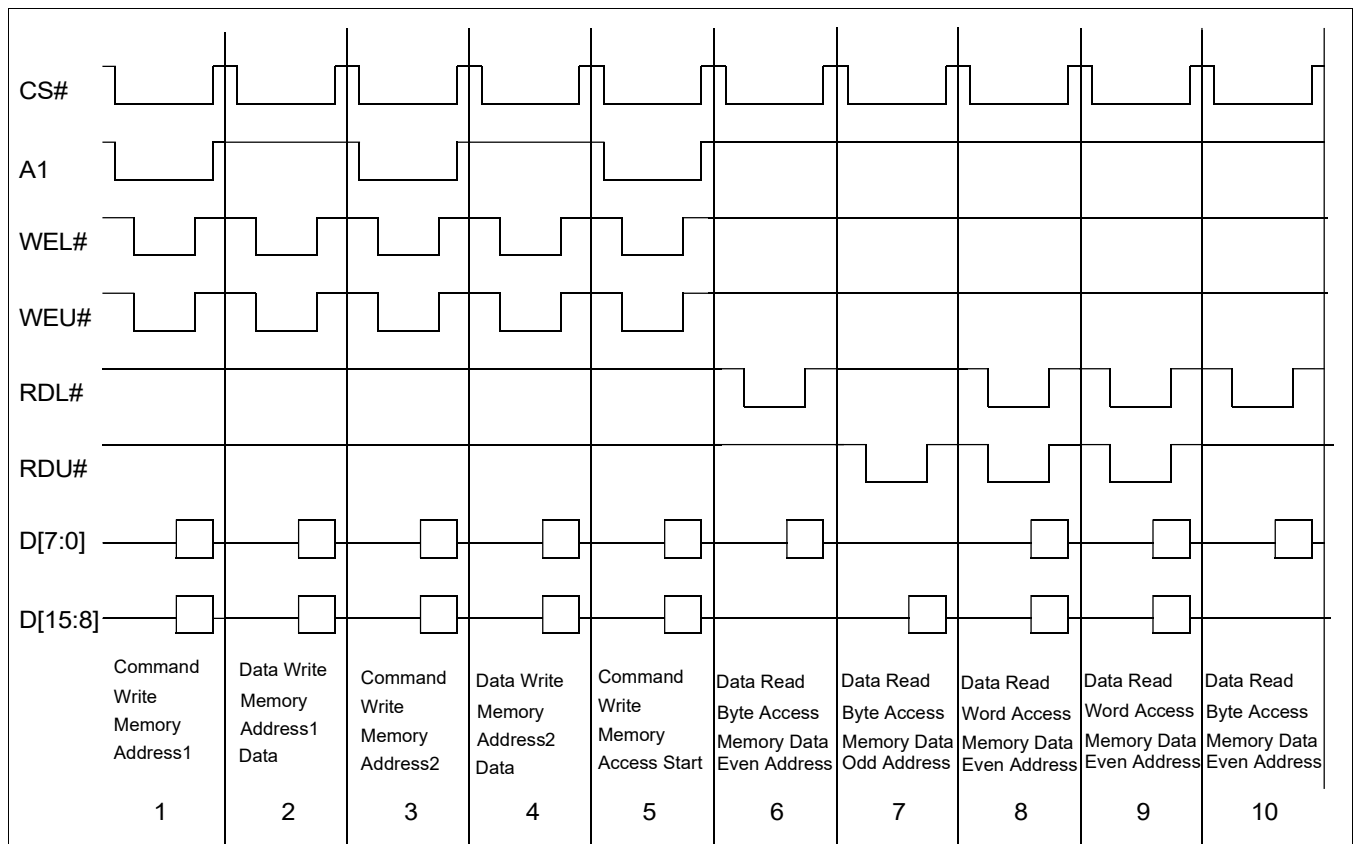 CS#
A1
WEL#
WEU#
RDL#
RDU#
D[7:0]
D[15:8]
Command
Write
Memory
Address1
1
Data Write
Memory
Address1
Data
2
Command
Write
Memory
Address2
3
Data Write
Memory
Address2
Data
4
Command
Write
Memory
Access Start
5
Data Read
Byte Access
Memory Data
Even Address
6
Data Read
Byte Access
Memory Data
Odd Address
7
Data Read
Word Access
Memory Data
Even Address
8
Data Read
Word Access
Memory Data
Even Address
9
Data Read
Byte Access
Memory Data
Even Address
10